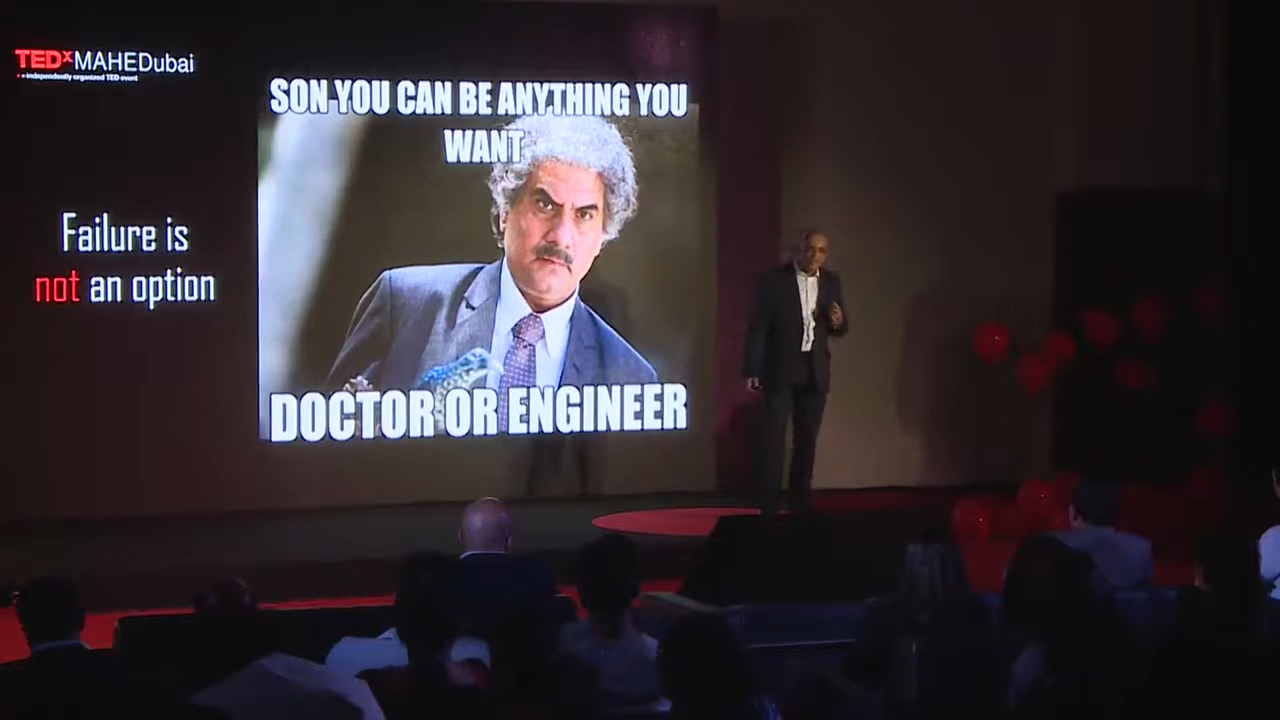 TEDxMAHEDubai
x = independently organized TED event
SON YOU CAN BE ANYTHING YOU
WANT
Failure is
not an option
DOCTOR OR ENGINEER